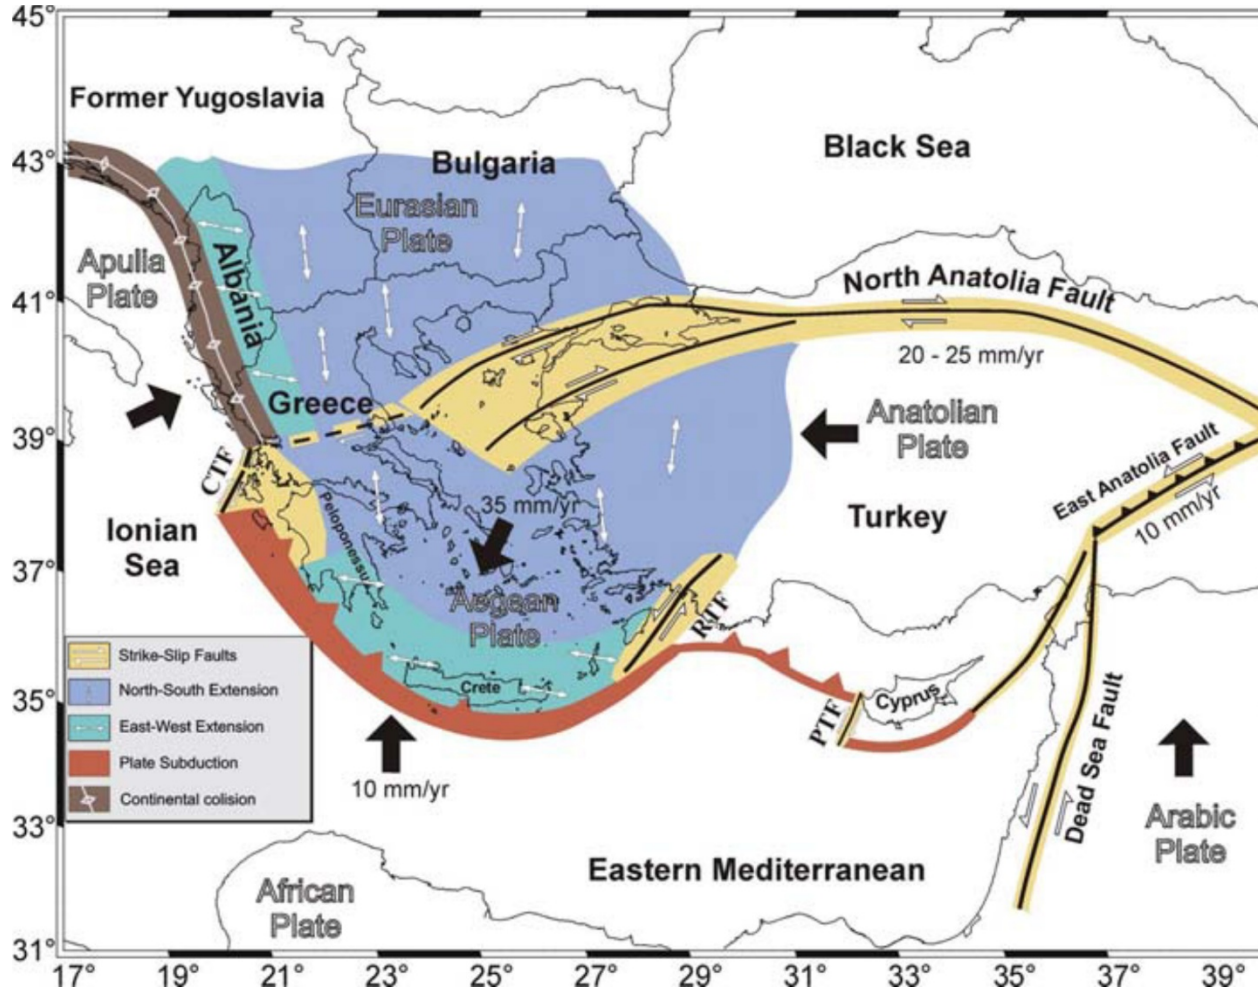 45°
Former Yugoslavia
Black Sea
43°
Bulgaria
Eurasian
Plate
Apulia
Plate
Albania
41°
North Anatolia Fault
20 - 25 mm/yr
Greece
Anatolian
Plate
39°
CTF
East Anatolia Fault
10 mm/yr
35 mm/yr
Peloponessu
Turkey
Ionian
Sea
37°
Aegean
Plate
RTF
Strike-Slip Faults
North-South Extension
East-West Extension
Plate Subduction
Continental colision
35°
Crete
Cyprus
PTF
Dead Sea Fault
10 mm/yr
33°
Arabic
Plate
Eastern Mediterranean
African
Plate
31°
17° 19° 21° 23° 25° 27° 29° 31° 33° 35° 37° 39°